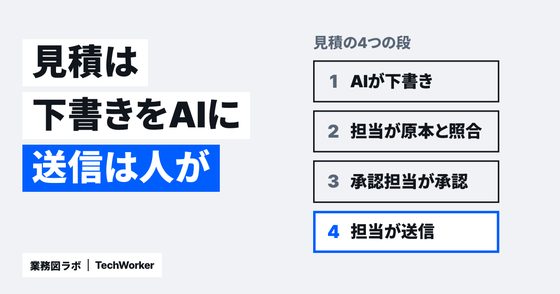 見積は
下書きをAIに
送信は人が
見積の4つの段
1 AIが下書き
2 担当が原本と照合
3 承認担当が承認
4 担当が送信
業務図ラボ | TechWorker